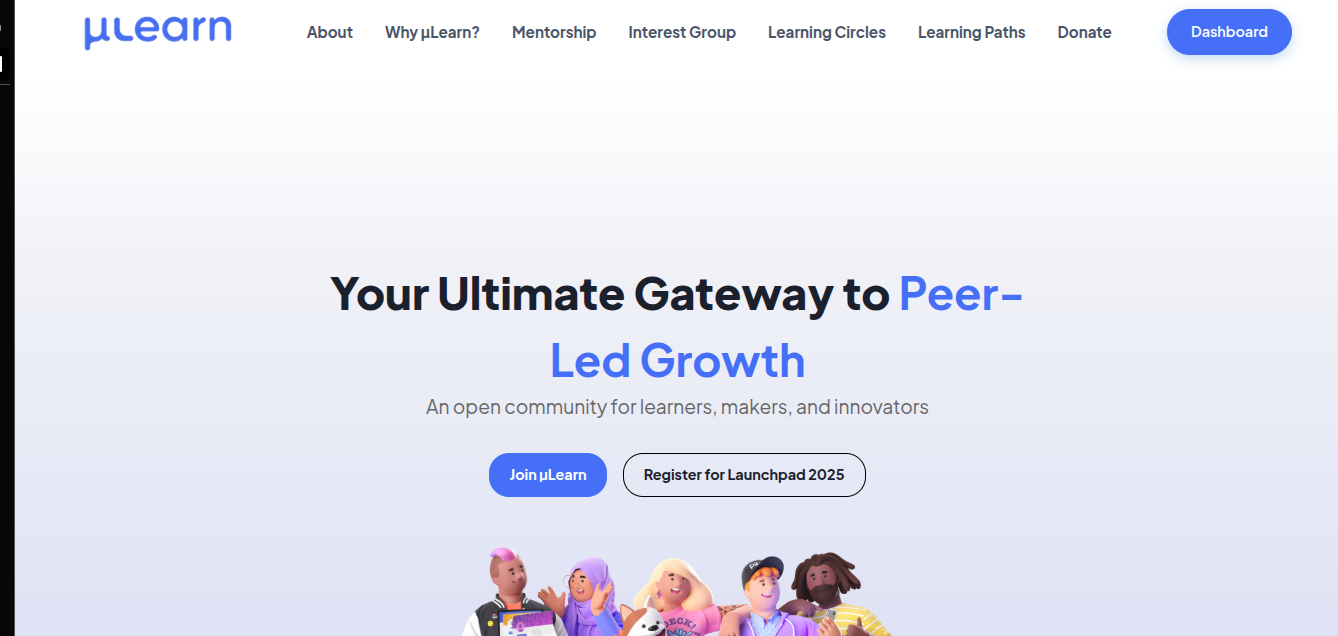 µLearn
About Why µLearn? Mentorship Interest Group Learning Circles Learning Paths Donate Dashboard
Your Ultimate Gateway to Peer-
Led Growth
An open community for learners, makers, and innovators
Join µLearn Register for Launchpad 2025